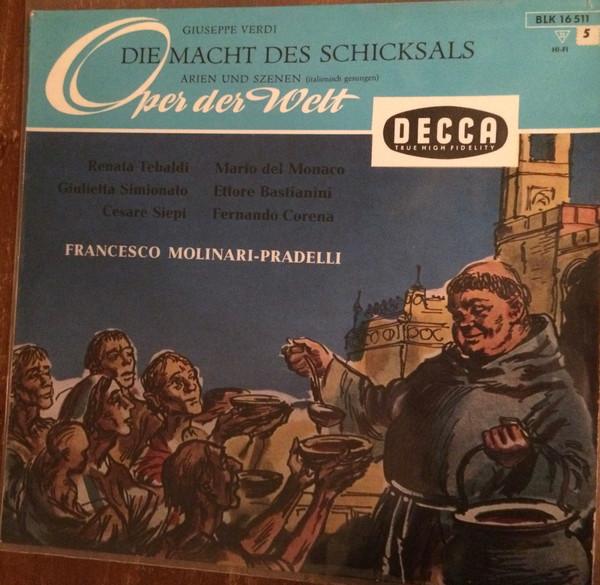 GIUSEPPE VERDI
BLK 16 511
5
HI-FI
DIE MACHT DES SCHICKSALS
ARIEN UND SZENEN (italienisch gesungen)
Oper der Welt
DECCA
TRUE HIGH FIDELITY
Renata Tebaldi Mario del Monaco
Giulietta Simionato Ettore Bastianini
Cesare Siepi Fernando Corena
FRANCESCO MOLINARI-PRADELLI